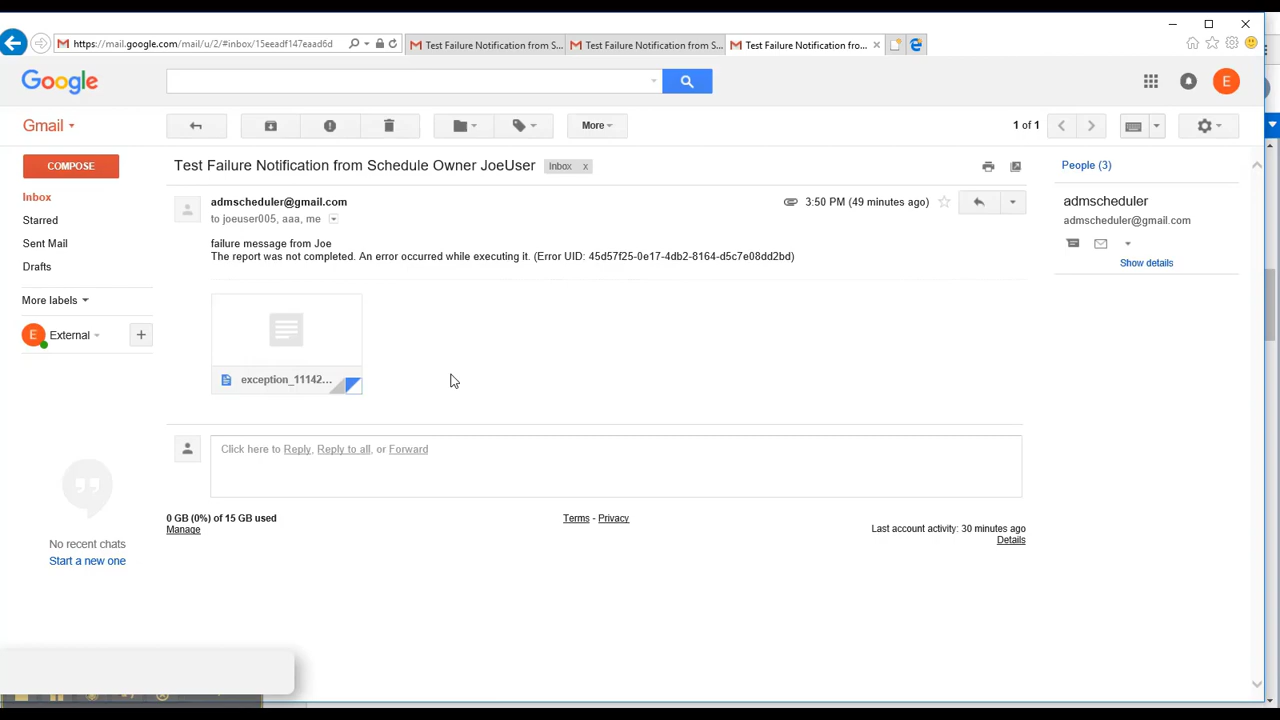 https://mail.google.com/mail/u/2/#inbox/15eeadf147eaad6d
Test Failure Notification from ...
Test Failure Notification from S...
Test Failure Notification fro...
Google
E
Gmail
More
1 of 1
COMPOSE
Test Failure Notification from Schedule Owner JoeUser
Inbox x
People (3)
Inbox
Starred
Sent Mail
Drafts
More labels
E External
admscheduler@gmail.com
3:50 PM (49 minutes ago)
to joeuser005, aaa, me
failure message from Joe
The report was not completed. An error occurred while executing it. (Error UID: 45d57f25-0e17-4db2-8164-d5c7e08dd2bd)
admscheduler
admscheduler@gmail.com
Show details
exception_11142...
Click here to Reply, Reply to all, or Forward
0 GB (0%) of 15 GB used
Manage
Terms - Privacy
Last account activity: 30 minutes ago
Details
No recent chats
Start a new one